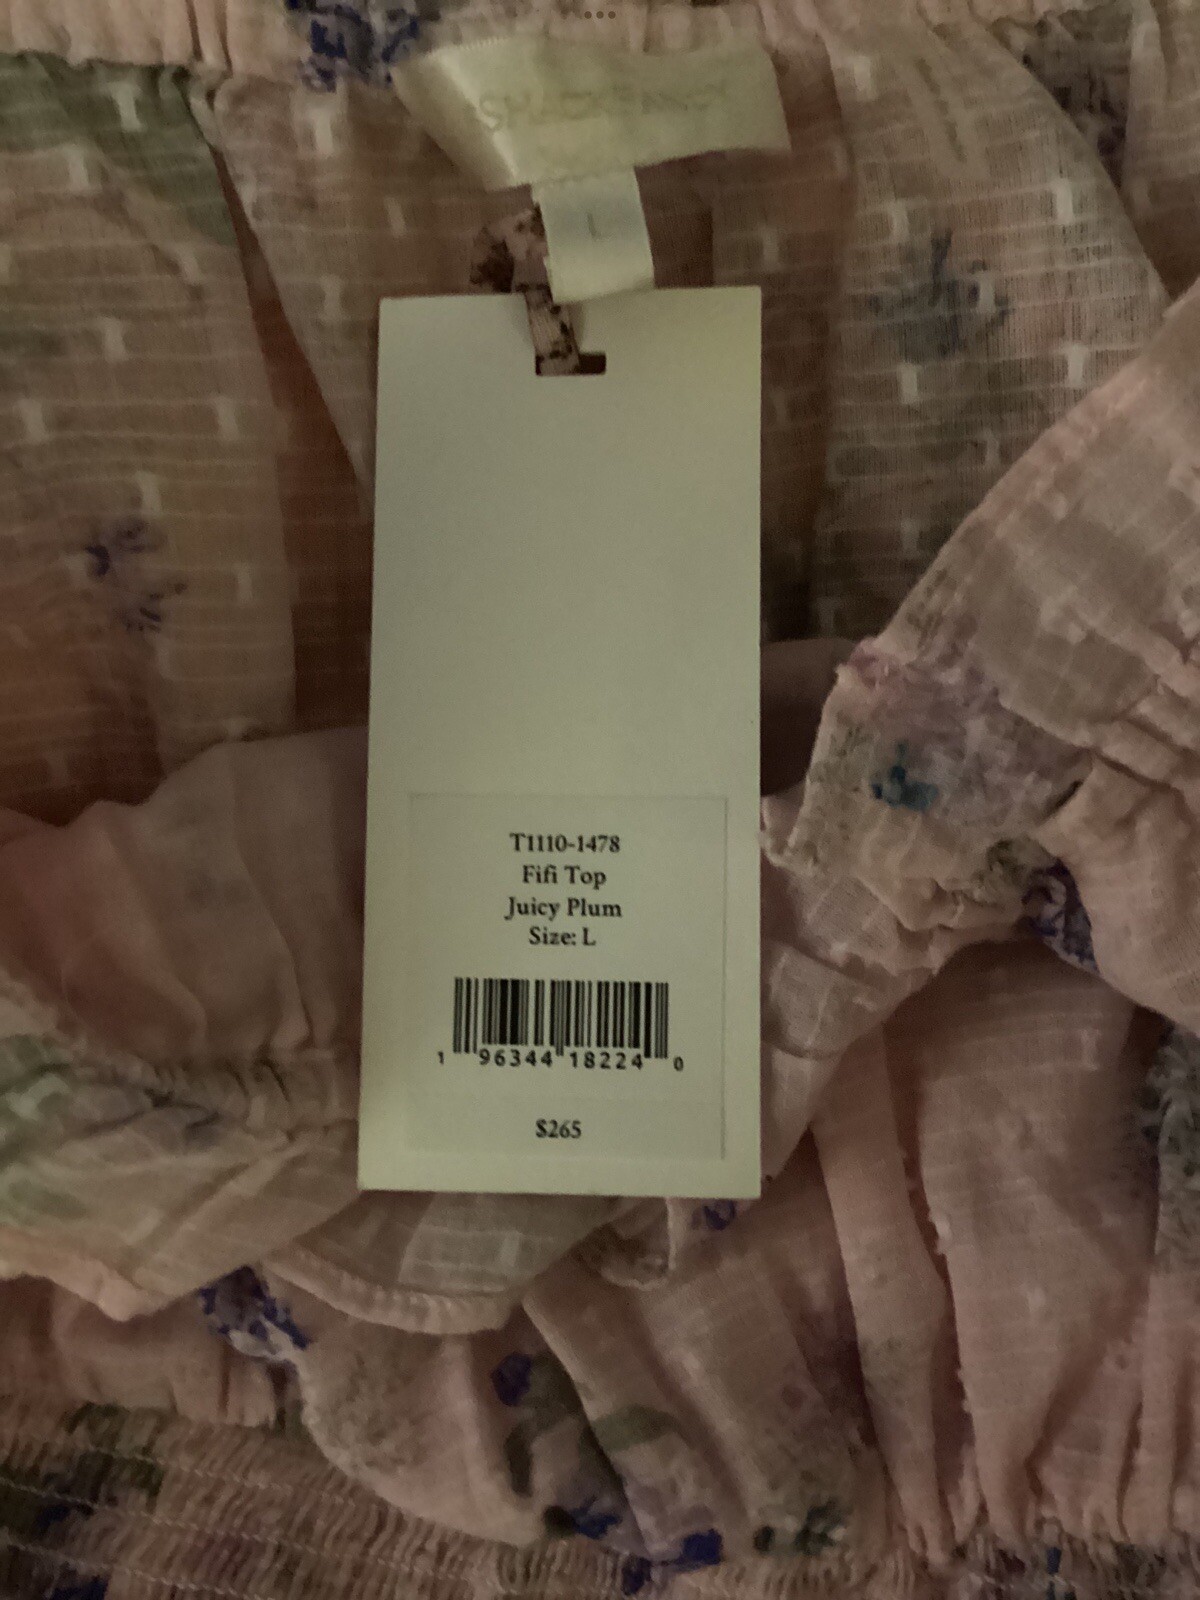 L
T1110-1478
Fifi Top
Juicy Plum
Size: L
1 96344 18224 0
$265